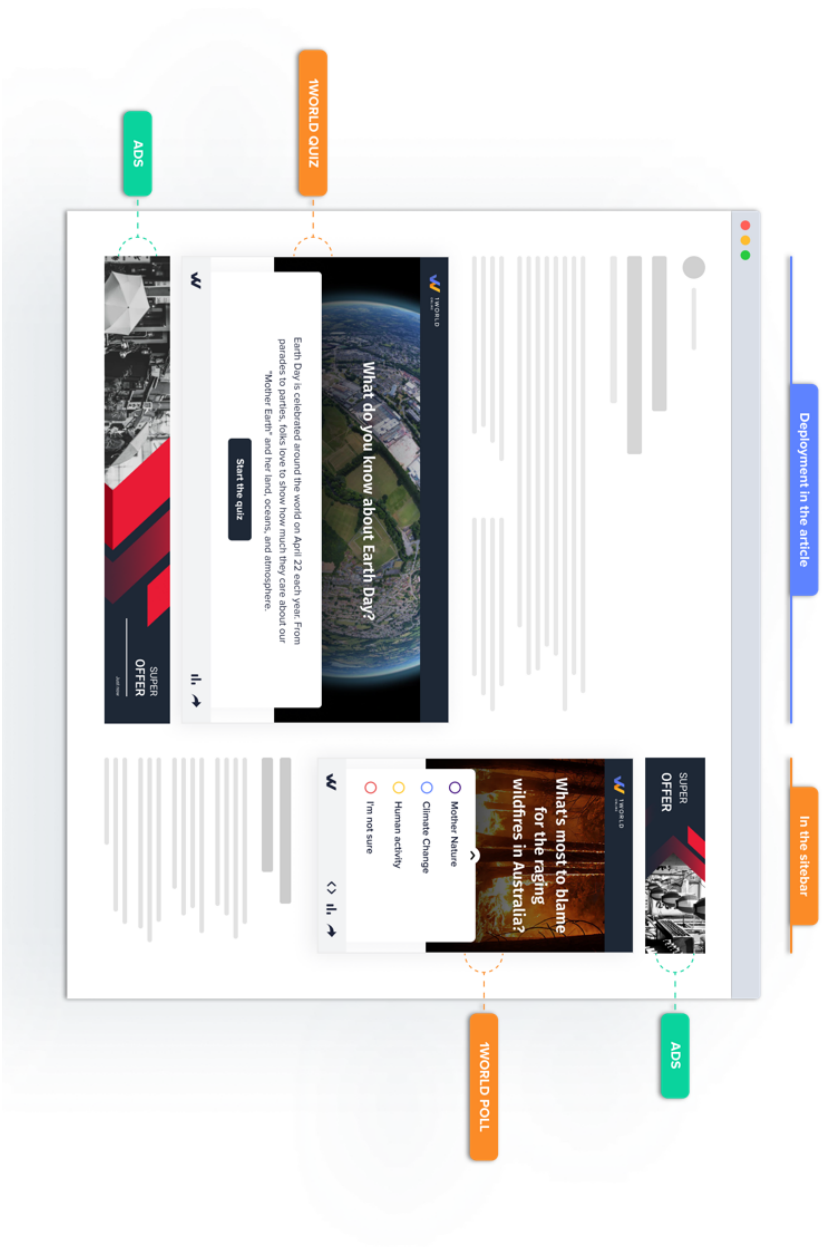 Deployment in the article
In the sitebar
1WORLD QUIZ
ADS
1WORLD
ONLINE
What do you know about Earth Day?
Earth Day is celebrated around the world on April 22 each year. From
parades to parties, folks love to show how much they care about our
"Mother Earth" and her land, oceans, and atmosphere.
Start the quiz
SUPER
OFFER
Just now
SUPER
OFFER
1WORLD
ONLINE
What's most to blame
for the raging
wildfires in Australia?
Mother Nature
Climate Change
Human activity
I'm not sure
ADS
1WORLD POLL